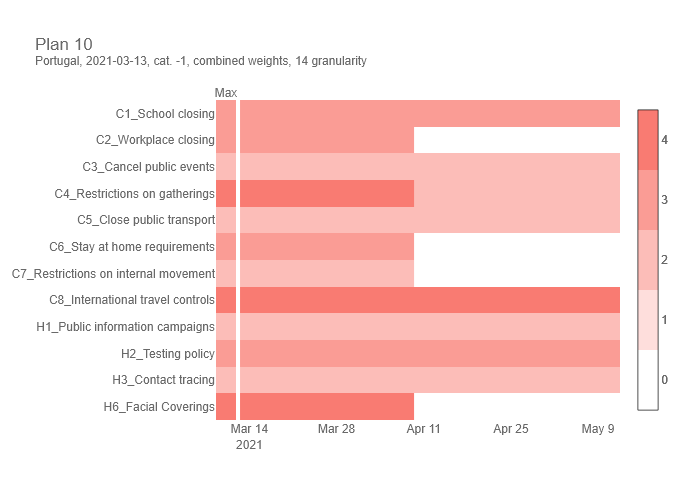 Plan 10
Portugal, 2021-03-13, cat. -1, combined weights, 14 granularity
Max
C1_School closing
C2_Workplace closing
C3_Cancel public events
C4_Restrictions on gatherings
C5_Close public transport
C6_Stay at home requirements
C7_Restrictions on internal movement
C8_International travel controls
H1_Public information campaigns
H2_Testing policy
H3_Contact tracing
H6_Facial Coverings
Mar 14
2021
Mar 28
Apr 11
Apr 25
May 9
4
3
2
1
0